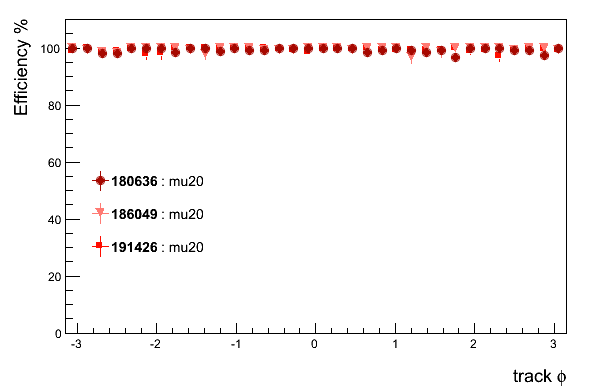 Efficiency %
100
80
60
40
20
0
180636 : mu20
186049 : mu20
191426 : mu20
-3 -2 -1 0 1 2 3
track ϕ